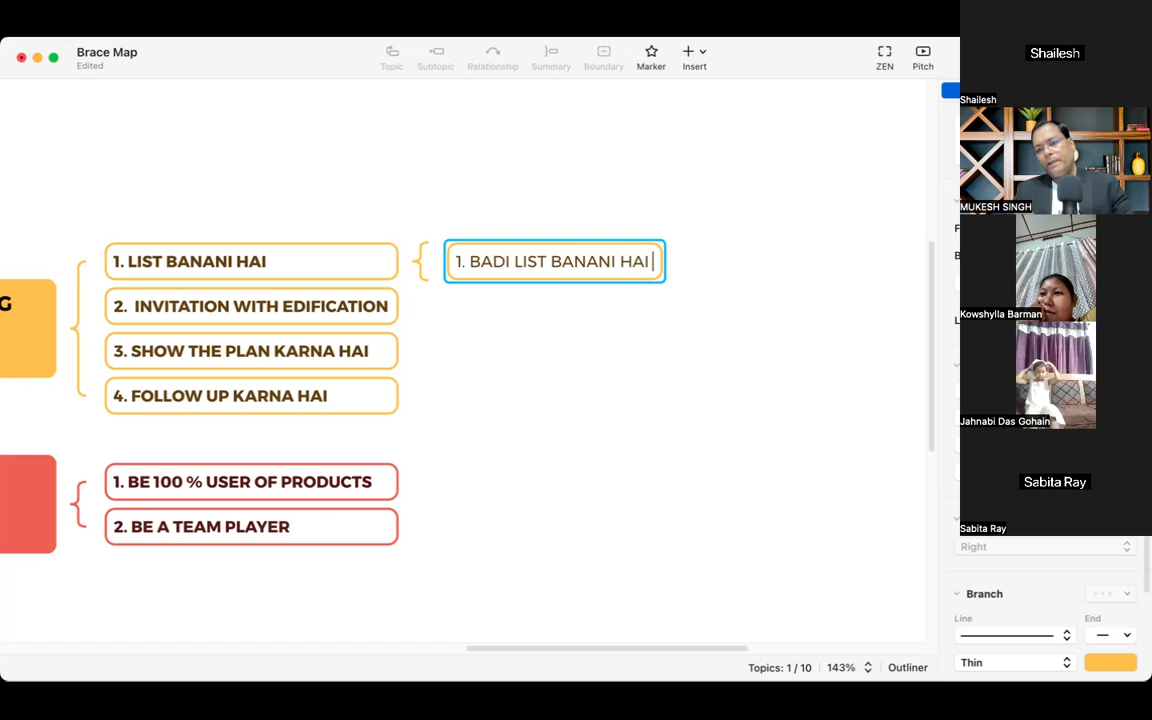 Brace Map
Edited
Topic
Subtopic
Relationship
Summary
Boundary
Marker
Insert
ZEN
Pitch
Shailesh
Shailesh
MUKESH SINGH
Kowshylla Barman
Jahnabi Das Gohain
Sabita Ray
Sabita Ray
G
1. LIST BANANI HAI
1. BADI LIST BANANI HAI
2. INVITATION WITH EDIFICATION
3. SHOW THE PLAN KARNA HAI
4. FOLLOW UP KARNA HAI
1. BE 100 % USER OF PRODUCTS
2. BE A TEAM PLAYER
Right
Branch
Line
End
Thin
Topics: 1 / 10
143%
Outliner